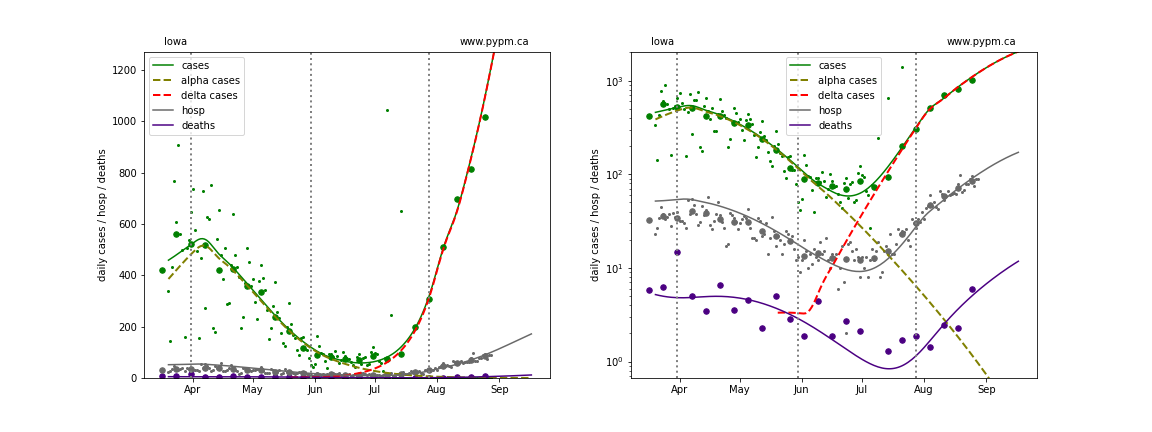 Iowa www.pypm.ca
cases
alpha cases
delta cases
hosp
deaths
daily cases / hosp / deaths
1200
1000
800
600
400
200
0
Apr May Jun Jul Aug Sep
Iowa www.pypm.ca
cases
alpha cases
delta cases
hosp
deaths
daily cases / hosp / deaths
10³
10²
10¹
10⁰
Apr May Jun Jul Aug Sep